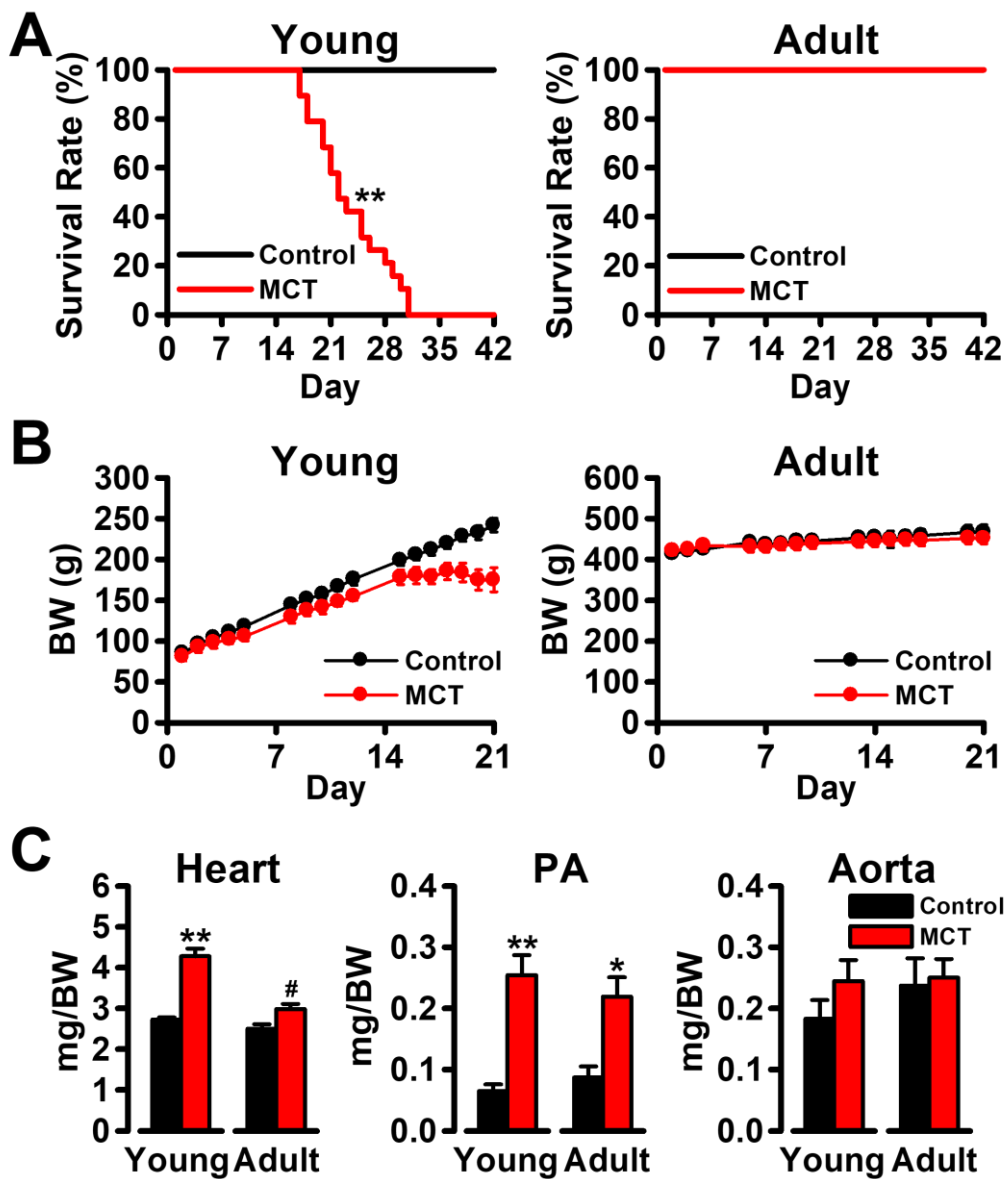 A
Young
Adult
Survival Rate (%)
100
80
60
40
20
0
**
Control
MCT
0 7 14 21 28 35 42
Day
Survival Rate (%)
100
80
60
40
20
0
Control
MCT
0 7 14 21 28 35 42
Day
B
Young
Adult
BW (g)
300
250
200
150
100
50
0
Control
MCT
0 7 14 21
Day
BW (g)
600
500
400
300
200
100
0
Control
MCT
0 7 14 21
Day
C
Heart
PA
Aorta
mg/BW
6
5
4
3
2
1
0
**
#
Young Adult
mg/BW
0.4
0.3
0.2
0.1
0.0
**
*
Young Adult
mg/BW
0.4
0.3
0.2
0.1
0.0
Control
MCT
Young Adult